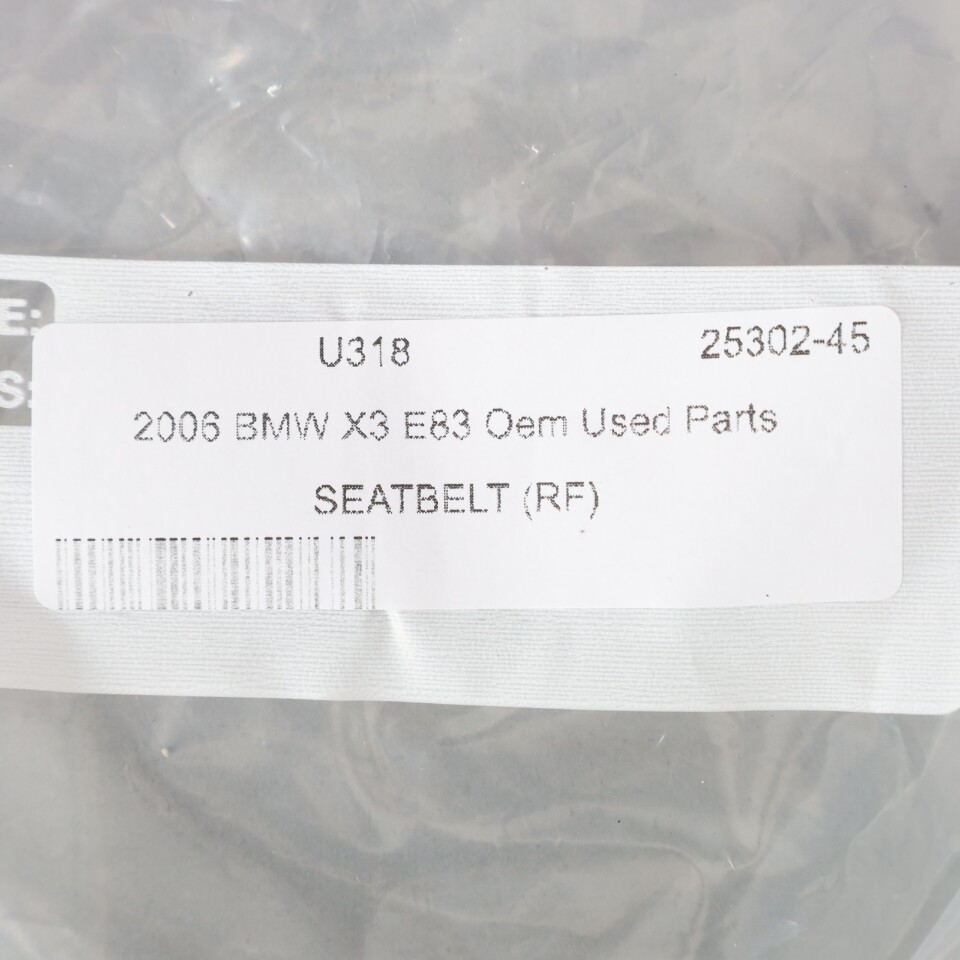 E:
S:
U318 25302-45
2006 BMW X3 E83 Oem Used Parts
SEATBELT (RF)